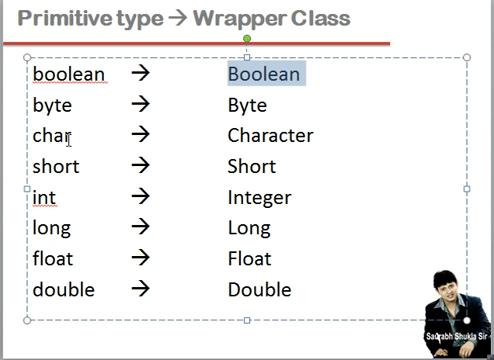 Primitive type → Wrapper Class
boolean → Boolean
byte → Byte
char → Character
short → Short
int → Integer
long → Long
float → Float
double → Double
Saurabh Shukla Sir